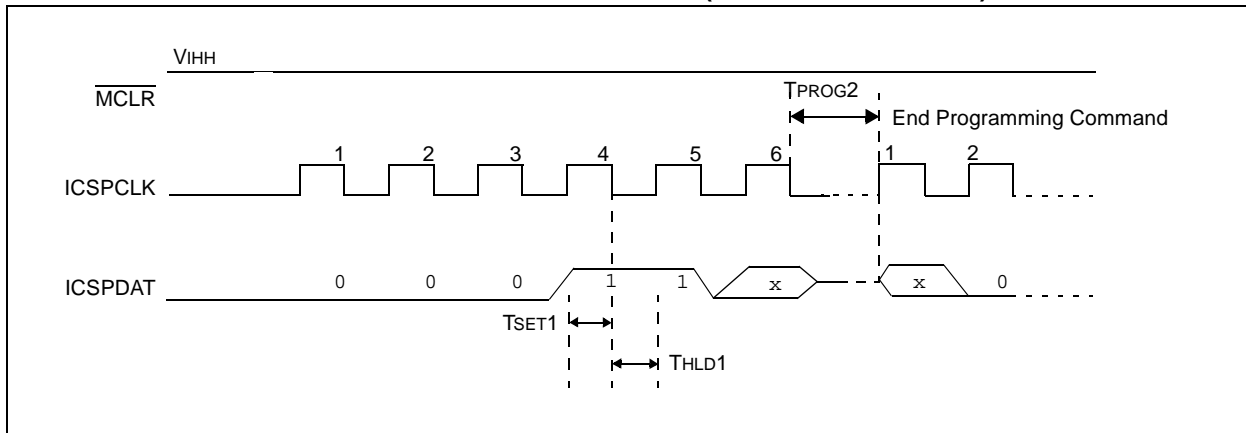 VIHH
MCLR
TPROG2
End Programming Command
1 2 3 4 5 6 1 2
ICSPCLK
ICSPDAT
0 0 0 1 1 x x 0
TSET1
THLD1